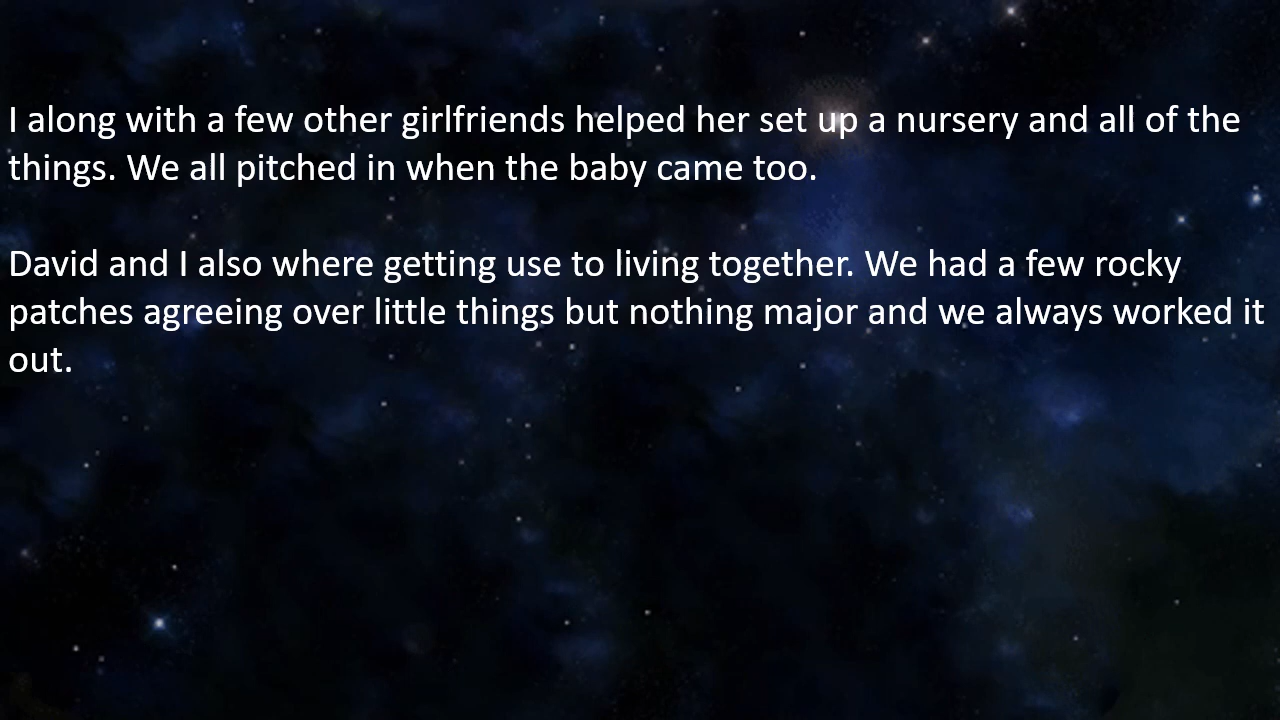 I along with a few other girlfriends helped her set up a nursery and all of the
things. We all pitched in when the baby came too.
David and I also where getting use to living together. We had a few rocky
patches agreeing over little things but nothing major and we always worked it
out.